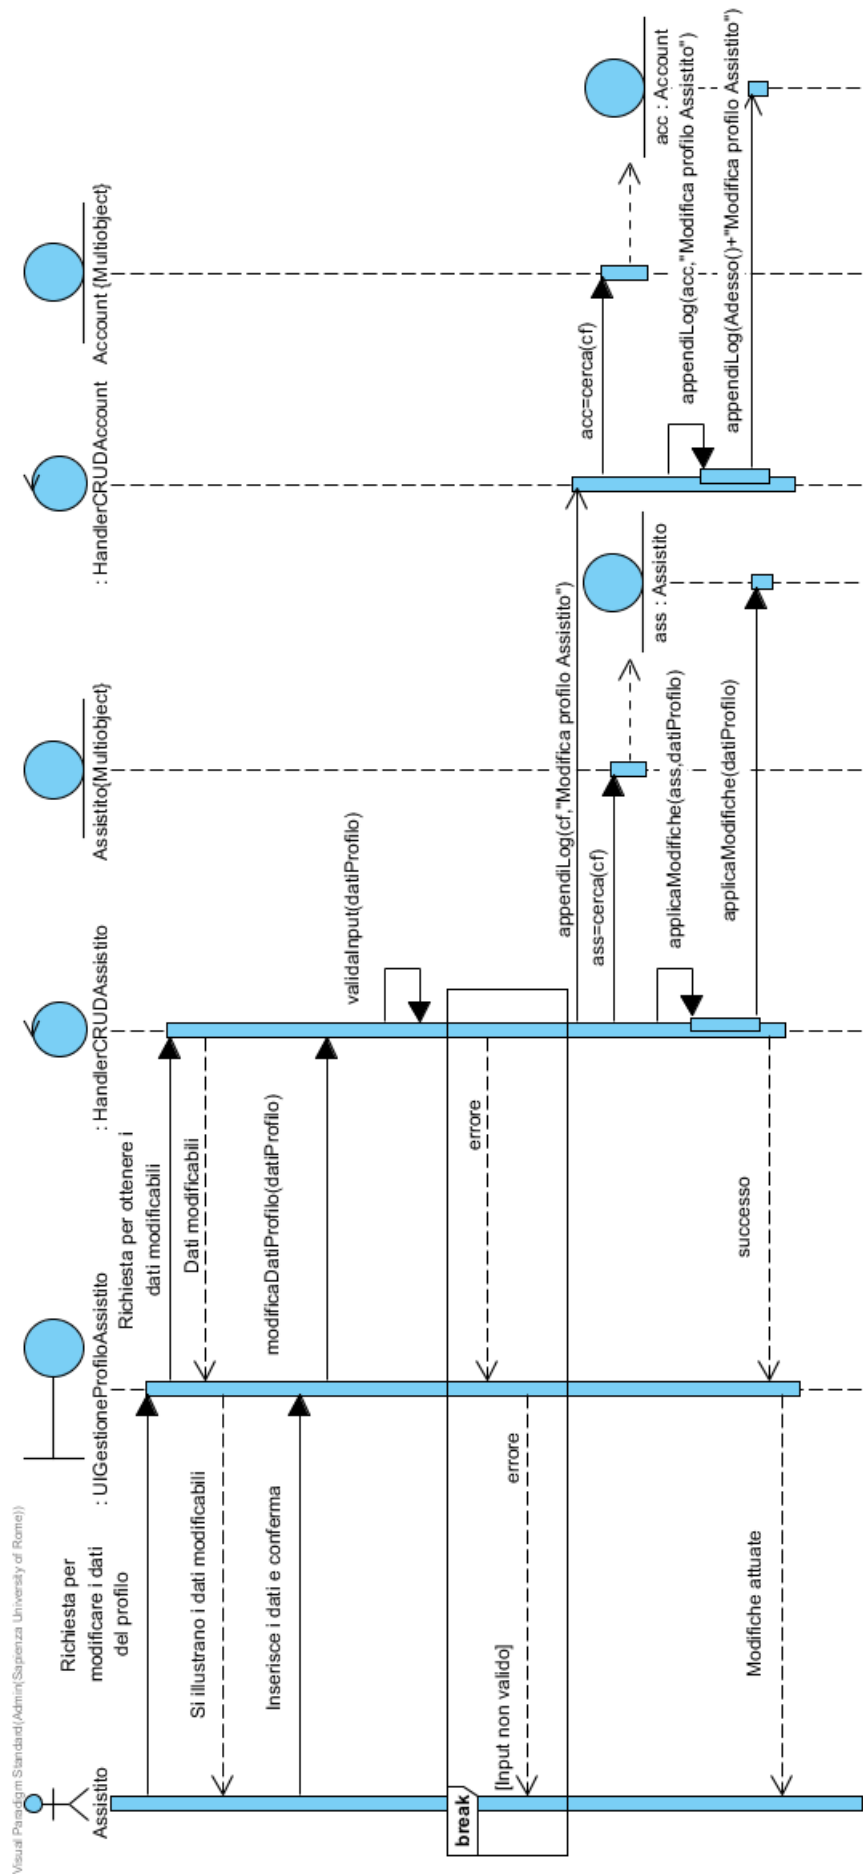 Visual Paradigm Standard(Admin(Sapienza University of Rome))
Assistito
: UIGestioneProfiloAssistito
: HandlerCRUDAssistito
Assistito{Multiobject}
: HandlerCRUDAccount
Account {Multiobject}
Richiesta per
modificare i dati
del profilo
Richiesta per ottenere i
dati modificabili
Dati modificabili
Si illustrano i dati modificabili
Inserisce i dati e conferma
modificaDatiProfilo(datiProfilo)
validaInput(datiProfilo)
break
[Input non valido]
errore
errore
appendiLog(cf,"Modifica profilo Assistito")
acc=cerca(cf)
ass=cerca(cf)
acc : Account
ass : Assistito
applicaModifiche(ass,datiProfilo)
appendiLog(acc,"Modifica profilo Assistito")
appendiLog(Adesso()+"Modifica profilo Assistito")
applicaModifiche(datiProfilo)
successo
Modifiche attuate